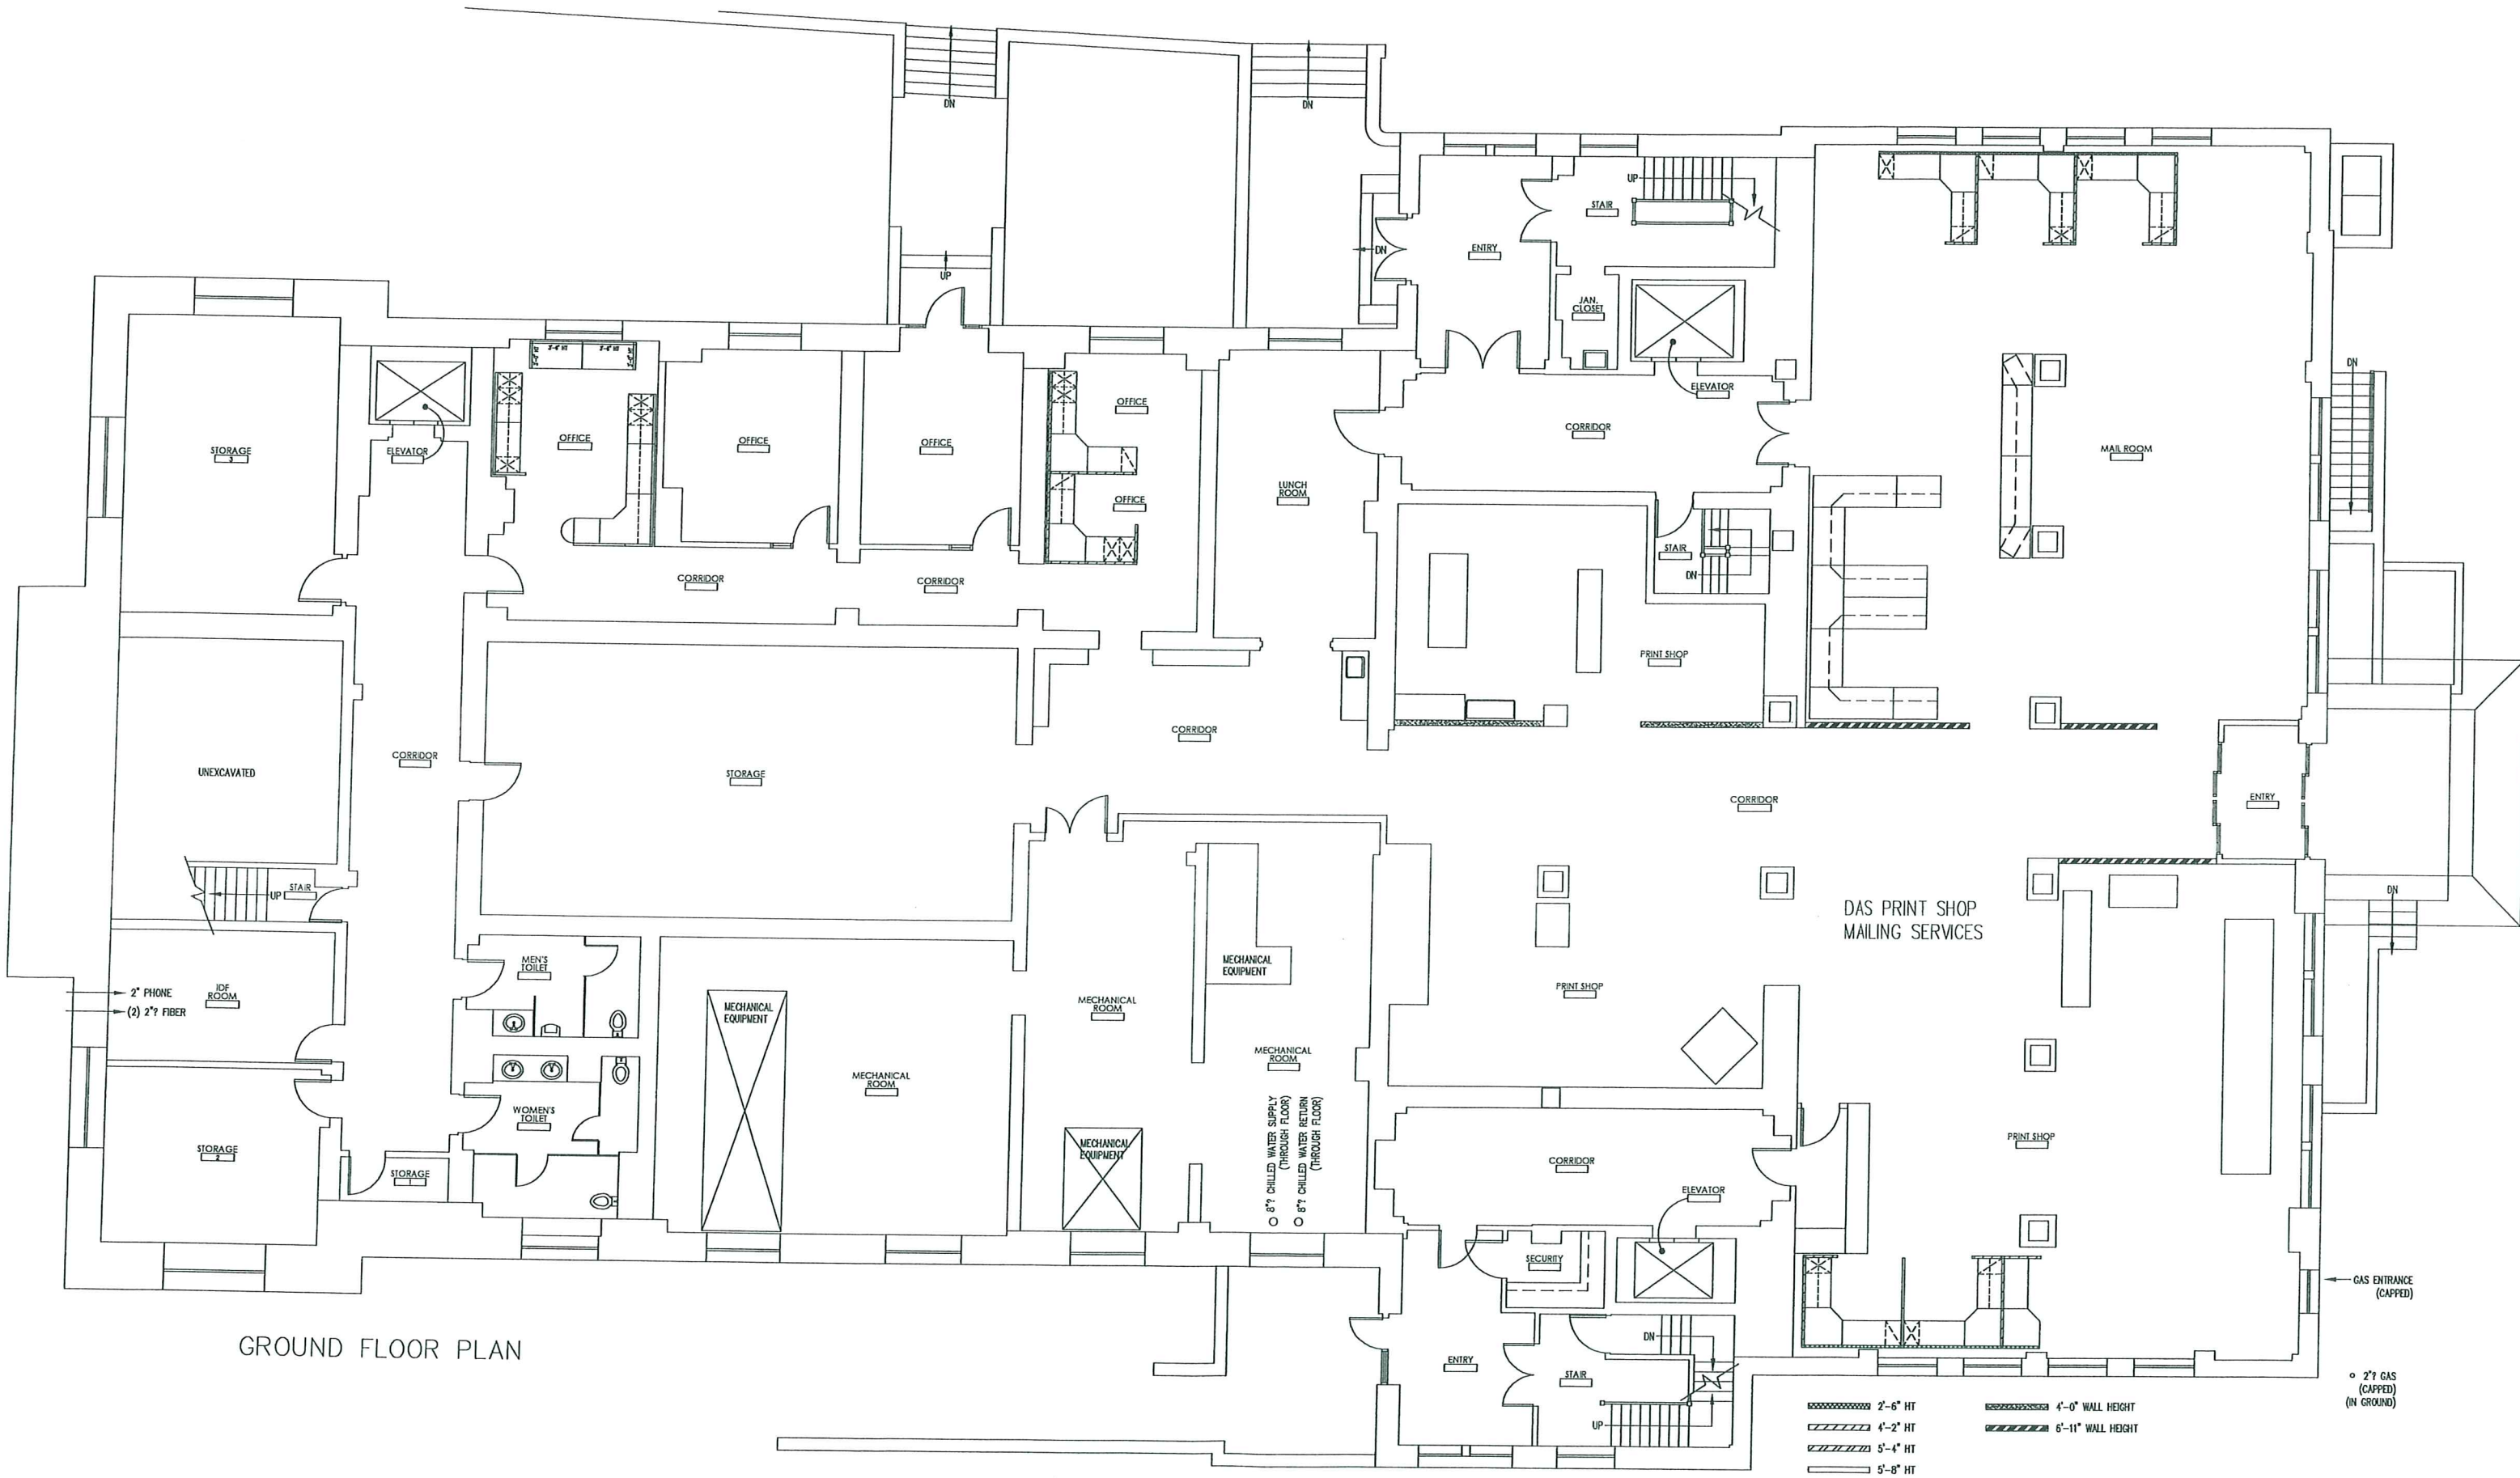 DN
DN
UP
UP
STAIR
ENTRY
DN
JAN.
CLOSET
ELEVATOR
DN
STORAGE
3
ELEVATOR
OFFICE
OFFICE
OFFICE
OFFICE
OFFICE
LUNCH
ROOM
CORRIDOR
MAIL ROOM
STAIR
DN
CORRIDOR
CORRIDOR
PRINT SHOP
UNEXCAVATED
CORRIDOR
STORAGE
CORRIDOR
CORRIDOR
ENTRY
UP
STAIR
DN
DAS PRINT SHOP
MAILING SERVICES
MEN'S
TOILET
MECHANICAL
EQUIPMENT
2" PHONE
(2) 2"? FIBER
IDF
ROOM
MECHANICAL
EQUIPMENT
MECHANICAL
ROOM
PRINT SHOP
MECHANICAL
ROOM
MECHANICAL
ROOM
WOMEN'S
TOILET
STORAGE
2
STORAGE
1
MECHANICAL
EQUIPMENT
8"? CHILLED WATER SUPPLY
(THROUGH FLOOR)
8"? CHILLED WATER RETURN
(THROUGH FLOOR)
CORRIDOR
PRINT SHOP
ELEVATOR
SECURITY
GAS ENTRANCE
(CAPPED)
GROUND FLOOR PLAN
DN
ENTRY
STAIR
UP
2"? GAS
(CAPPED)
(IN GROUND)
2'-6" HT
4'-2" HT
5'-4" HT
5'-8" HT
4'-0" WALL HEIGHT
6'-11" WALL HEIGHT